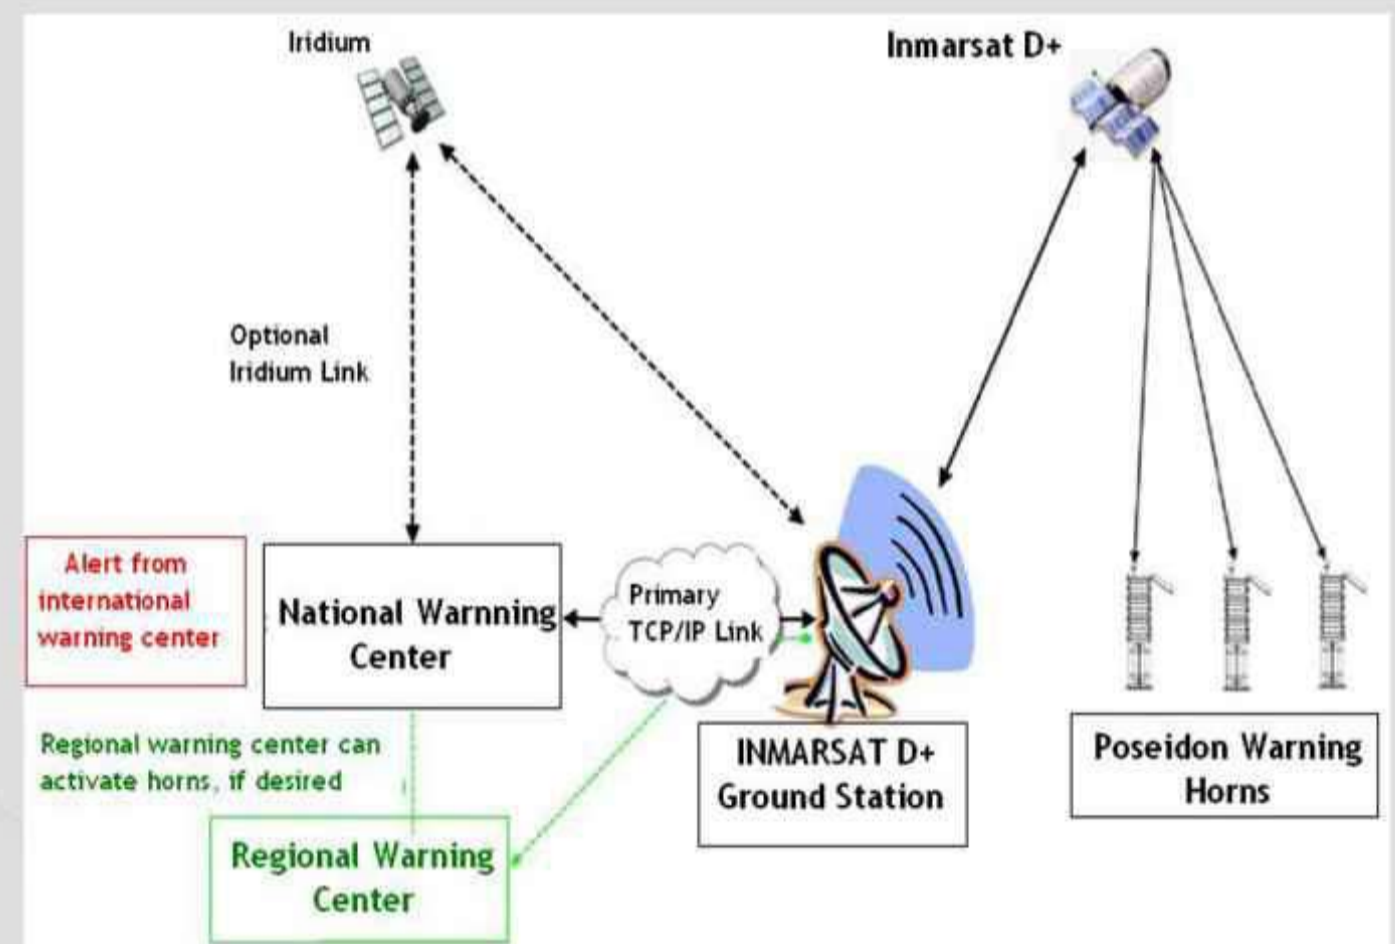 Iridium
Inmarsat D+
Optional
Iridium Link
Alert from
international
warning center
National Warnning
Center
Primary
TCP/IP Link
Regional warning center can
activate horns, if desired
INMARSAT D+
Ground Station
Poseidon Warning
Horns
Regional Warning
Center